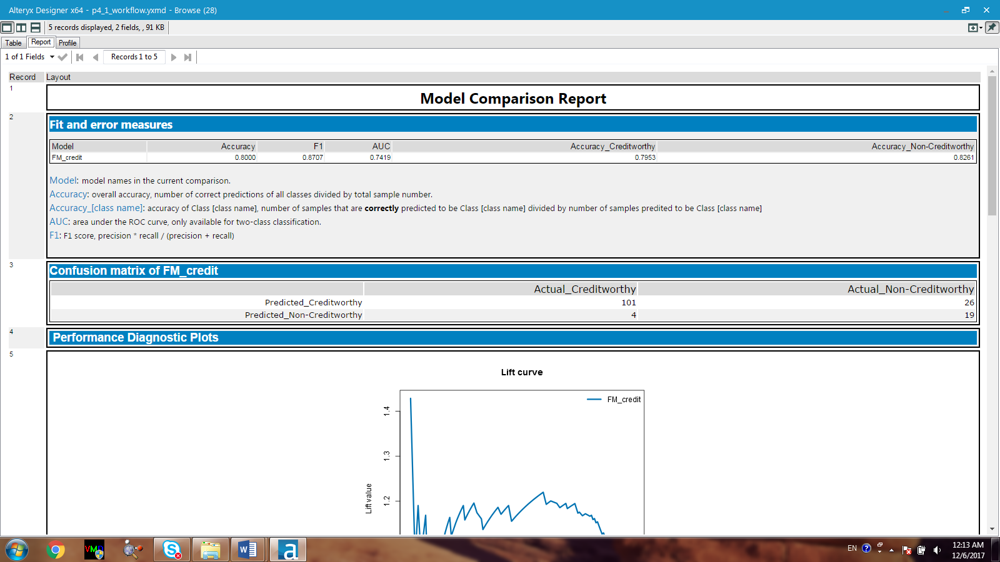 Alteryx Designer x64 - p4_1_workflow.yxmd - Browse (28)
5 records displayed, 2 fields, , 91 KB
Table Report Profile
1 of 1 Fields Records 1 to 5
Record Layout
1
Model Comparison Report
2
Fit and error measures
Model Accuracy F1 AUC Accuracy_Creditworthy Accuracy_Non-Creditworthy
FM_credit 0.8000 0.8707 0.7419 0.7953 0.8261
Model: model names in the current comparison.
Accuracy: overall accuracy, number of correct predictions of all classes divided by total sample number.
Accuracy_[class name]: accuracy of Class [class name], number of samples that are correctly predicted to be Class [class name] divided by number of samples predited to be Class [class name]
AUC: area under the ROC curve, only available for two-class classification.
F1: F1 score, precision * recall / (precision + recall)
3
Confusion matrix of FM_credit
Actual_Creditworthy Actual_Non-Creditworthy
Predicted_Creditworthy 101 26
Predicted_Non-Creditworthy 4 19
4
Performance Diagnostic Plots
5
Lift curve
FM_credit
1.4
1.3
1.2
Lift value
VMD
W
a
EN
12:13 AM
12/6/2017